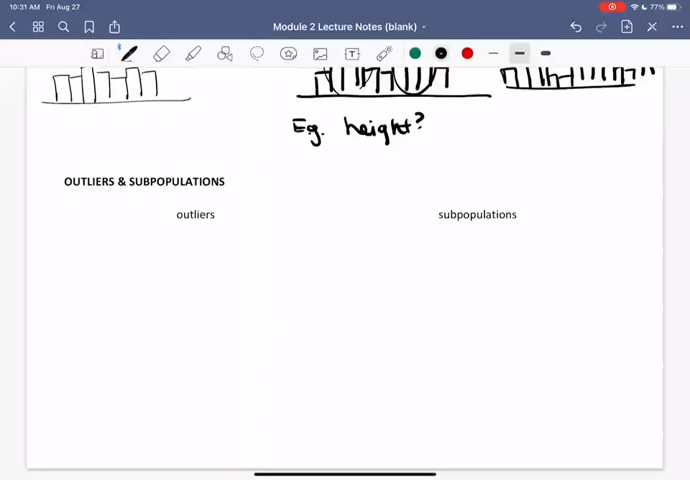 10:31 AM Fri Aug 27
77%
Module 2 Lecture Notes (blank)
Eg. height?
OUTLIERS & SUBPOPULATIONS
outliers
subpopulations